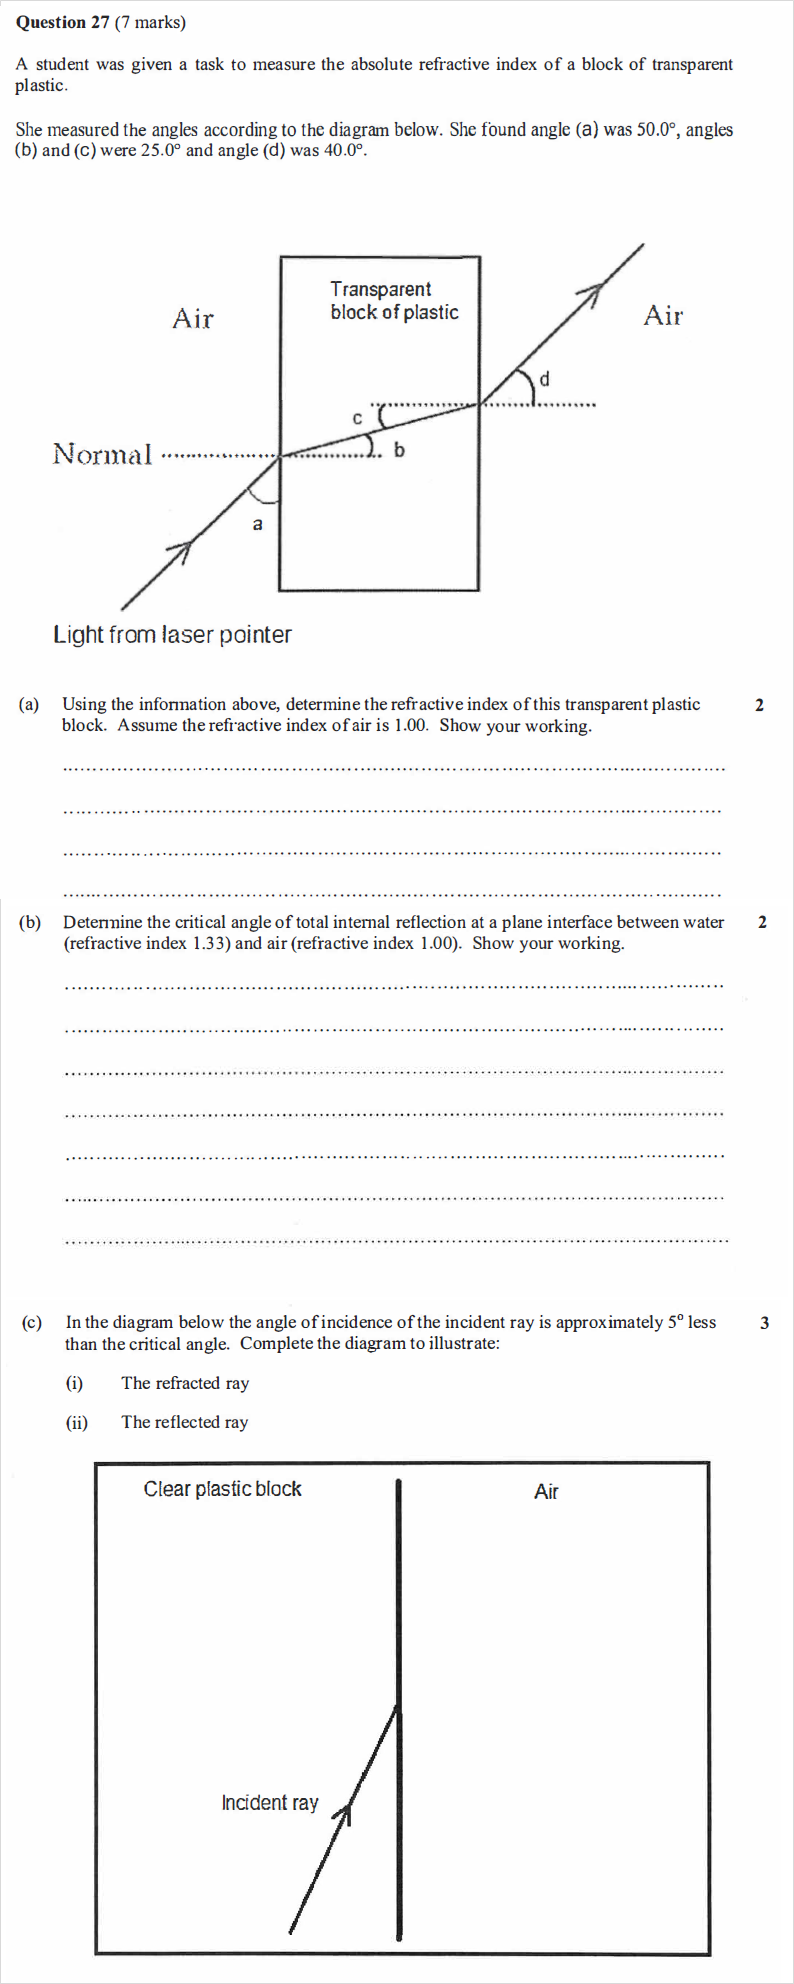 Question 27 (7 marks)
A student was given a task to measure the absolute refractive index of a block of transparent
plastic.
She measured the angles according to the diagram below. She found angle (a) was 50.0°, angles
(b) and (c) were 25.0° and angle (d) was 40.0°.
Transparent
block of plastic
Air
Air
d
c
b
Normal
a
Light from laser pointer
(a) Using the information above, determine the refractive index of this transparent plastic 2
block. Assume the refractive index of air is 1.00. Show your working.
(b) Determine the critical angle of total internal reflection at a plane interface between water 2
(refractive index 1.33) and air (refractive index 1.00). Show your working.
(c) In the diagram below the angle of incidence of the incident ray is approximately 5° less 3
than the critical angle. Complete the diagram to illustrate:
(i) The refracted ray
(ii) The reflected ray
Clear plastic block
Air
Incident ray